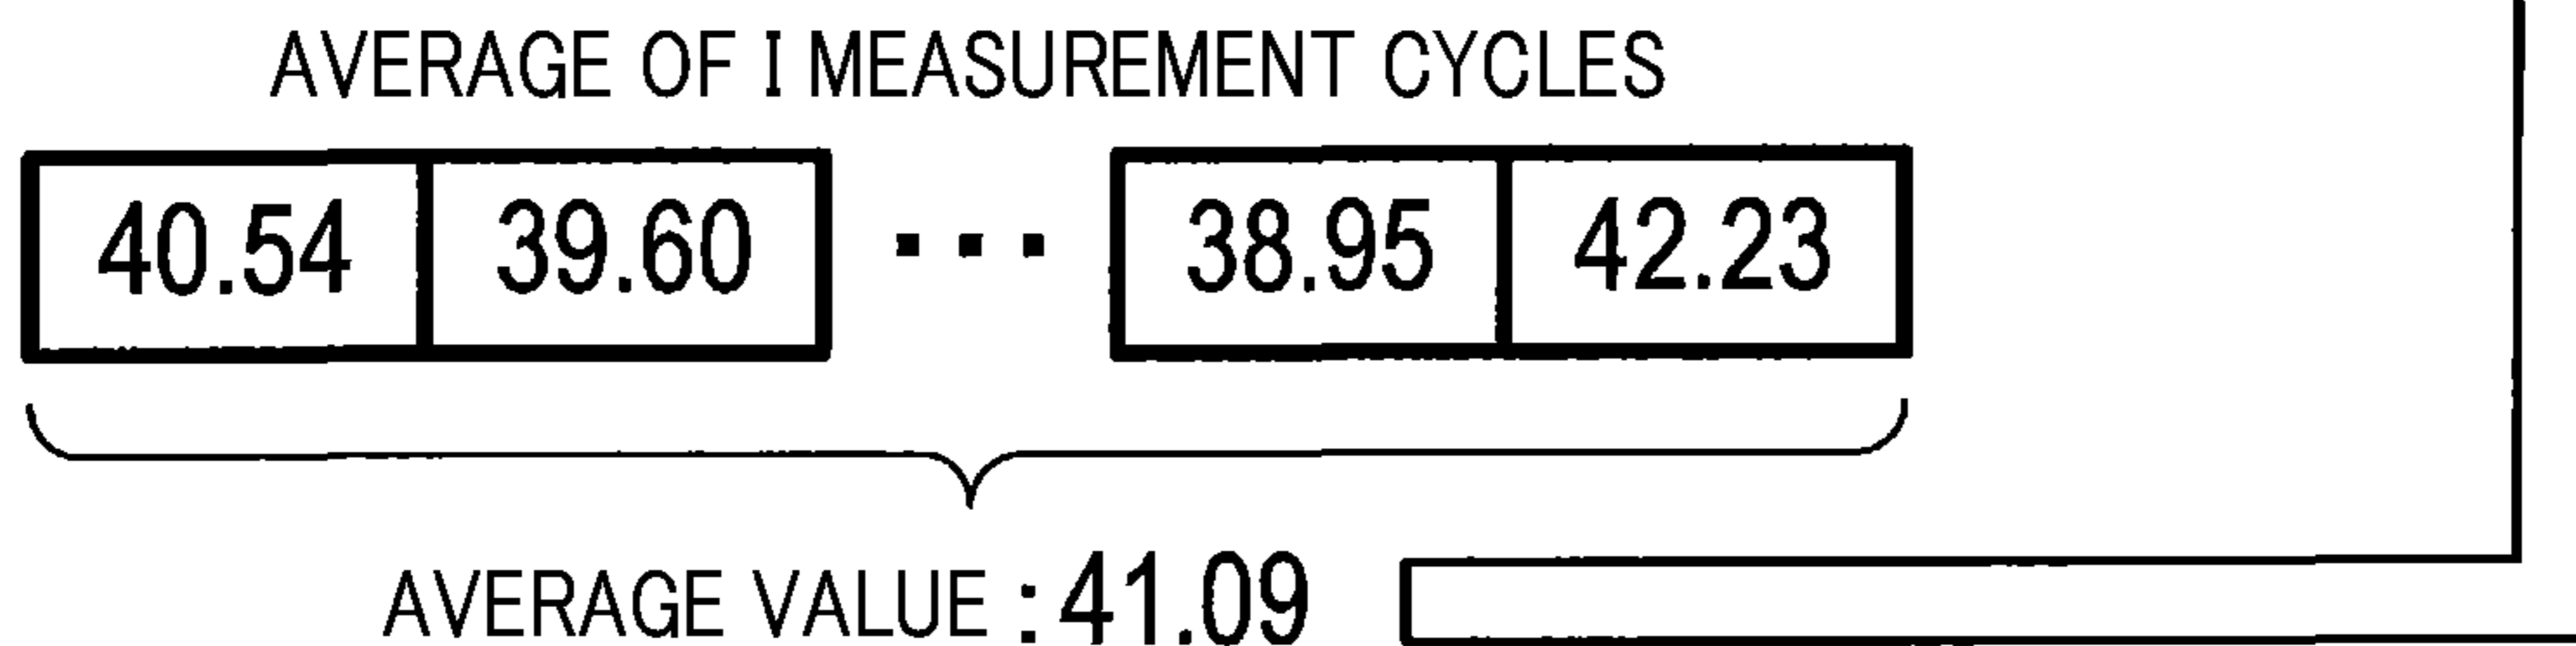 AVERAGE OF I MEASUREMENT CYCLES
40.54 39.60 ··· 38.95 42.23
AVERAGE VALUE : 41.09